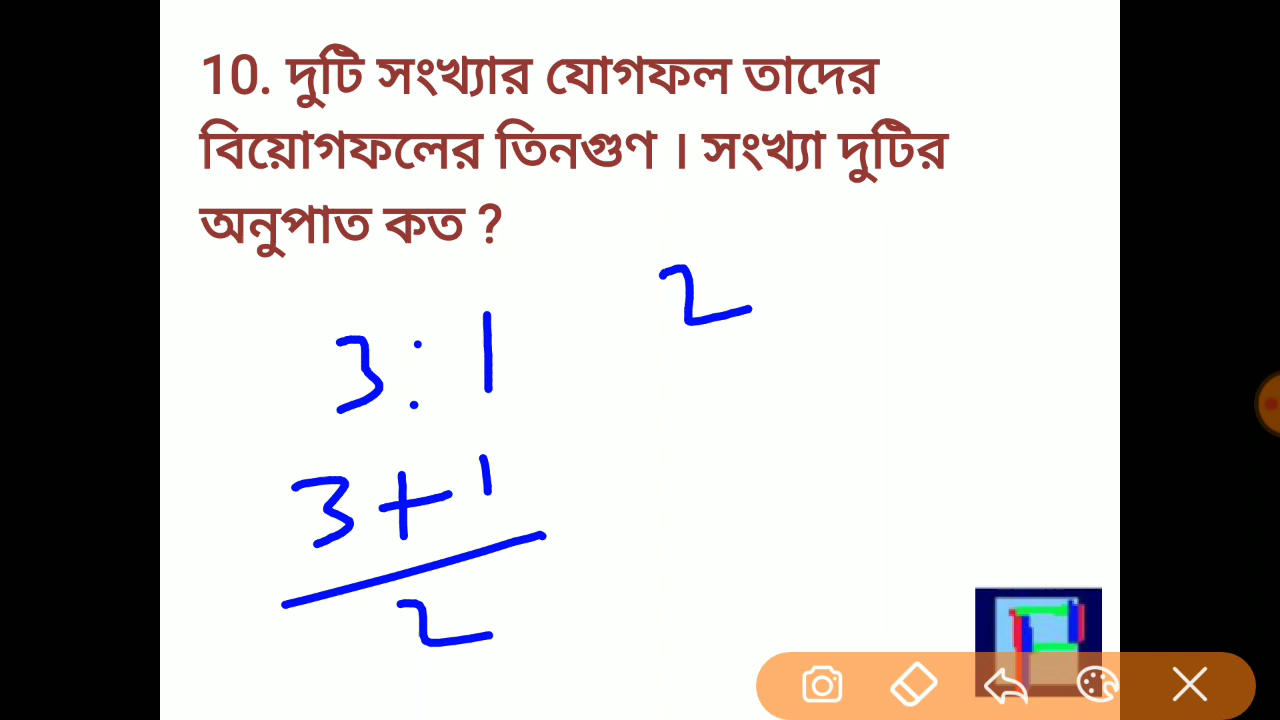 10. দুটি সংখ্যার যোগফল তাদের
বিয়োগফলের তিনগুণ । সংখ্যা দুটির
অনুপাত কত ?
2
3 : 1
3 + 1
2